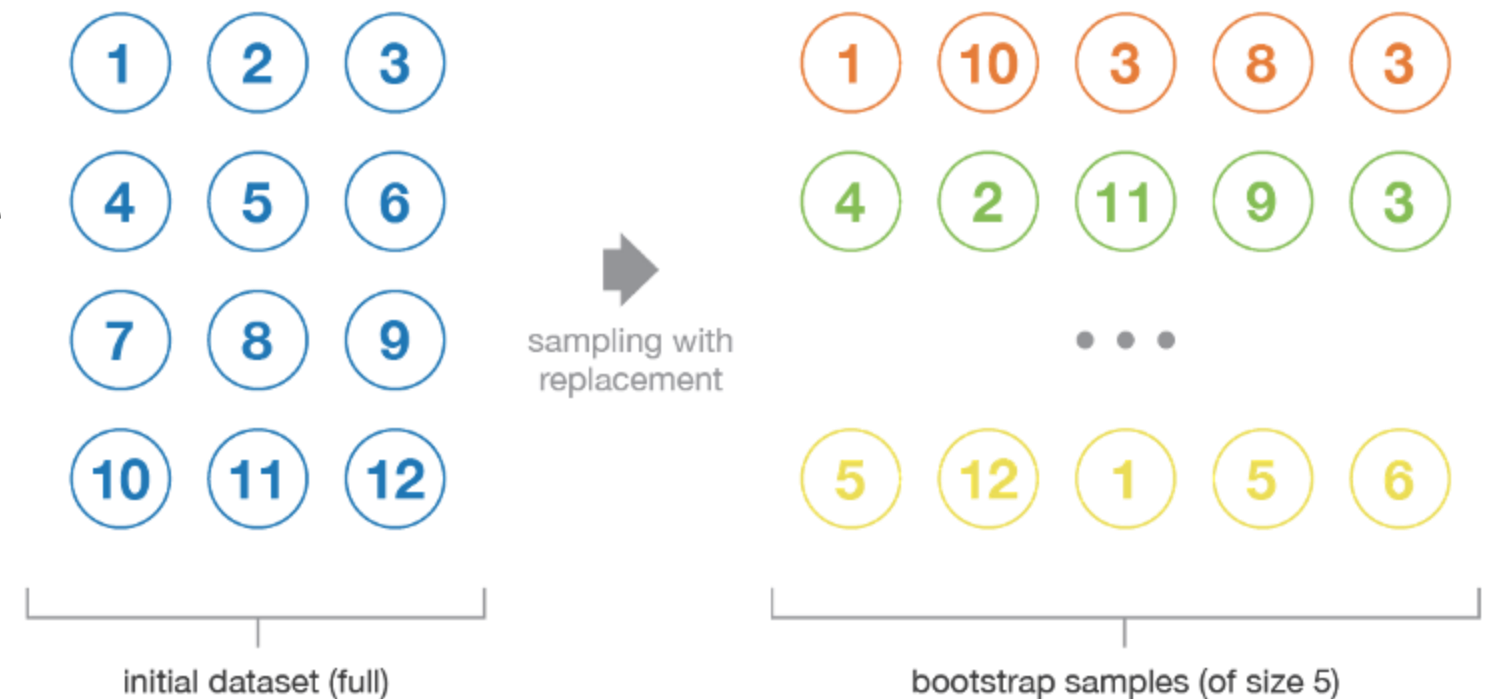 1 2 3
4 5 6
7 8 9
10 11 12
initial dataset (full)
sampling with
replacement
1 10 3 8 3
4 2 11 9 3
5 12 1 5 6
bootstrap samples (of size 5)